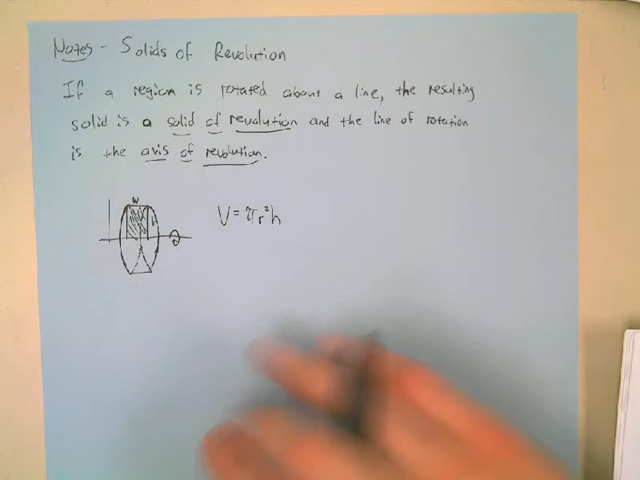 Notes - Solids of Revolution
If a region is rotated about a line, the resulting
solid is a solid of revolution and the line of rotation
is the axis of revolution.
w
V = πr²h